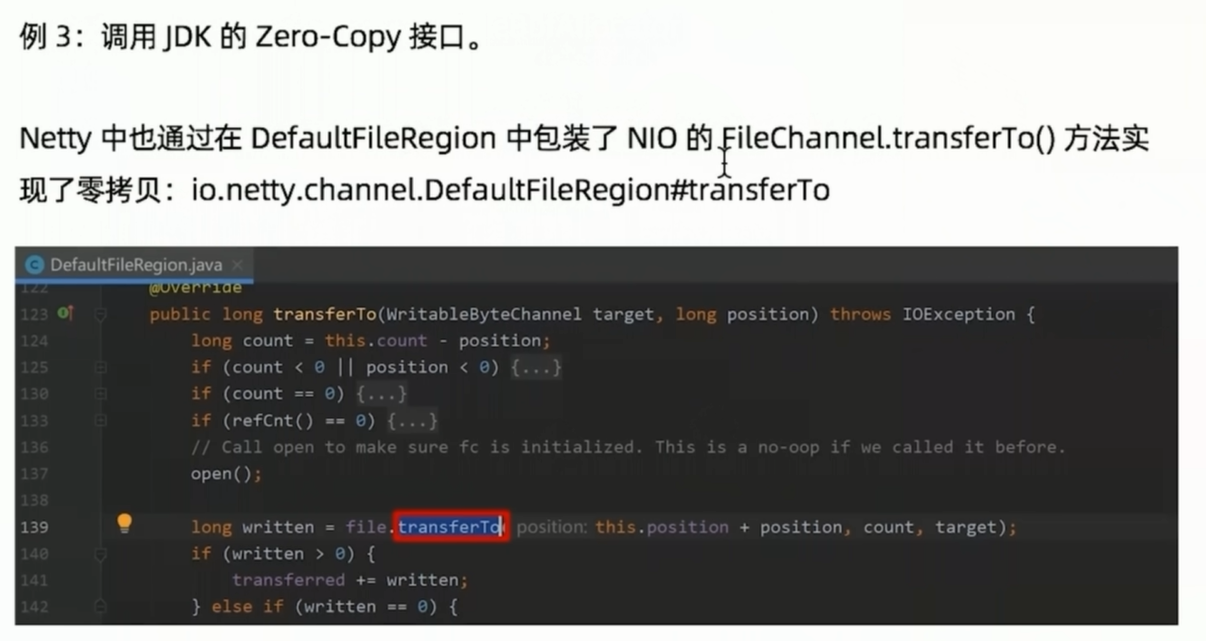 例 3：调用 JDK 的 Zero-Copy 接口。
Netty 中也通过在 DefaultFileRegion 中包装了 NIO 的 FileChannel.transferTo() 方法实
现了零拷贝：io.netty.channel.DefaultFileRegion#transferTo
DefaultFileRegion.java ×
122 @Override
123 public long transferTo(WritableByteChannel target, long position) throws IOException {
124 long count = this.count - position;
125 if (count < 0 || position < 0) {...}
130 if (count == 0) {...}
133 if (refCnt() == 0) {...}
136 // Call open to make sure fc is initialized. This is a no-oop if we called it before.
137 open();
138
139 long written = file.transferTo( position: this.position + position, count, target);
140 if (written > 0) {
141 transferred += written;
142 } else if (written == 0) {